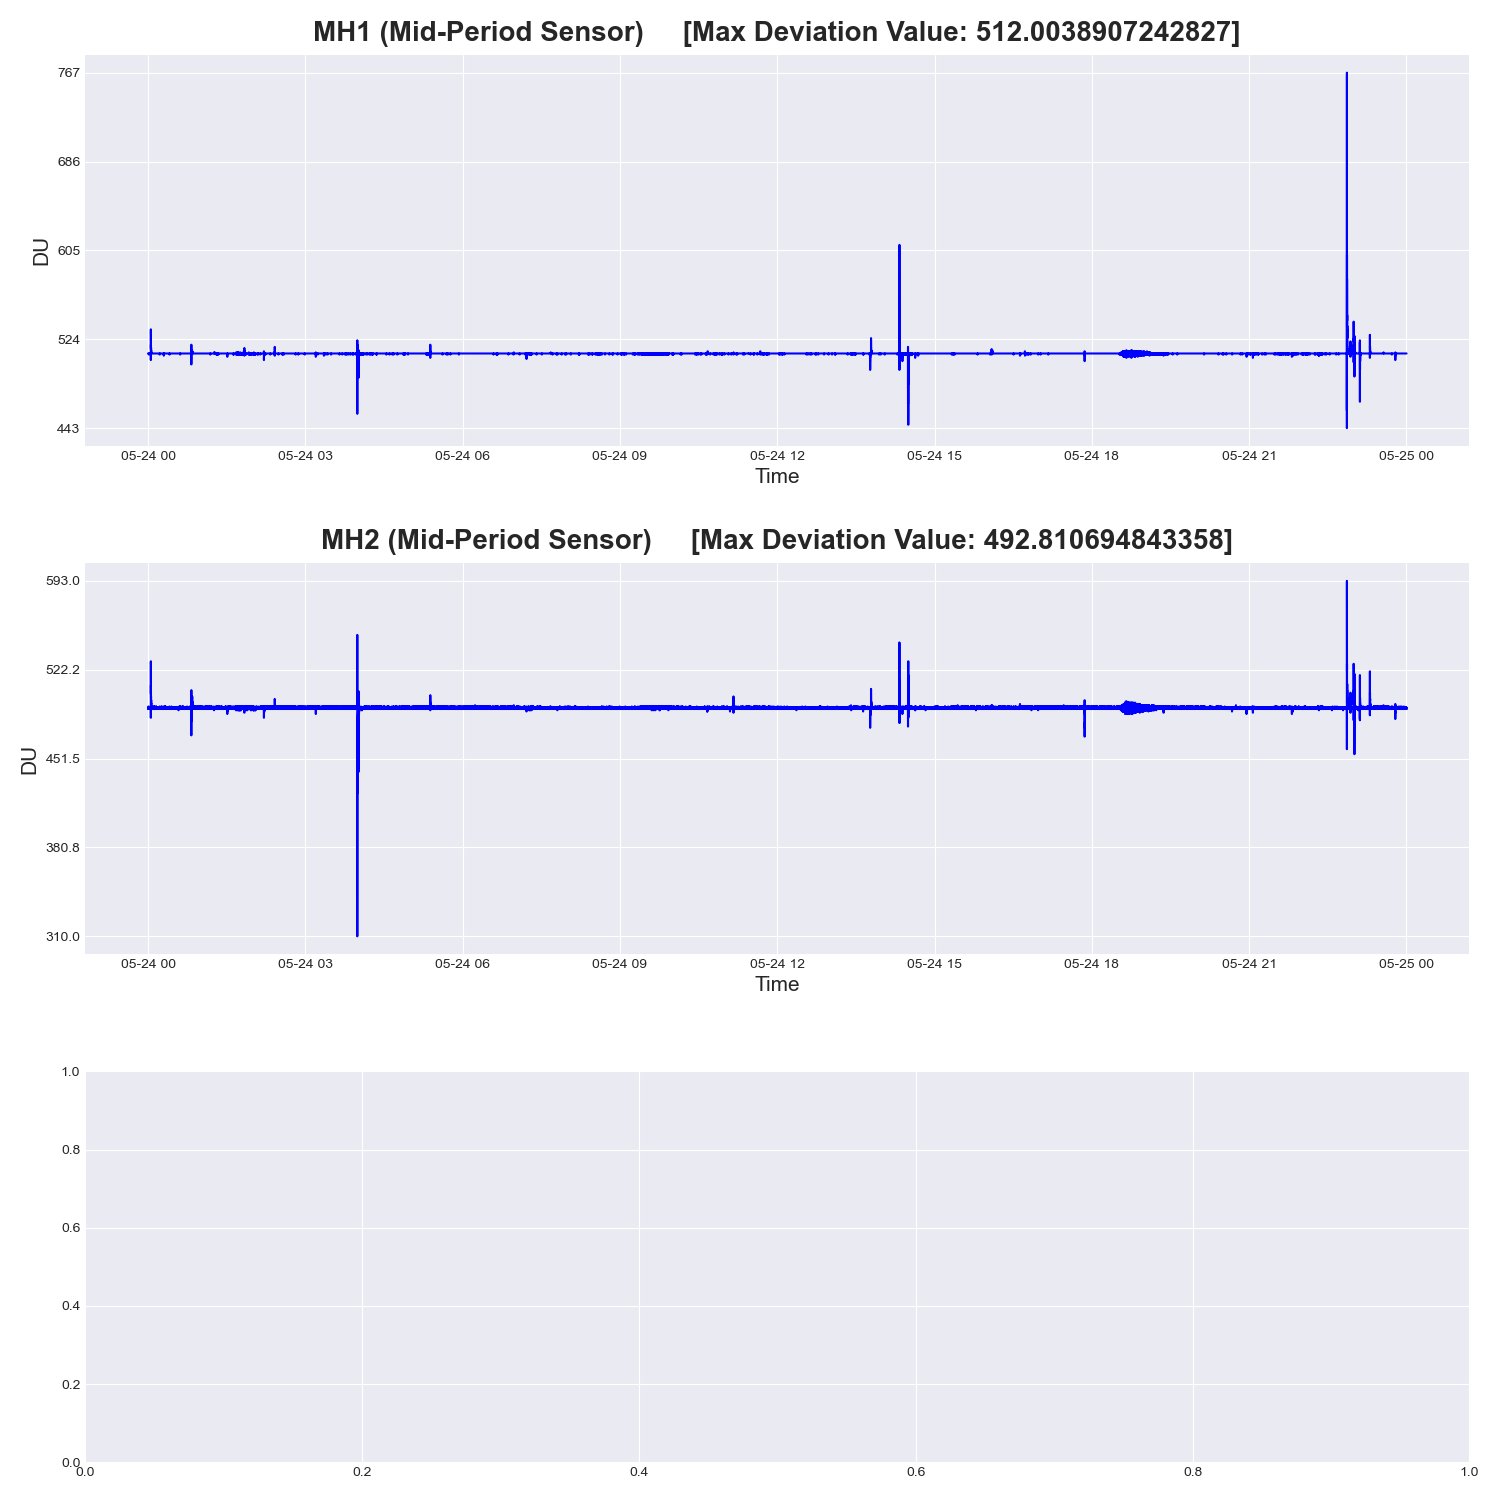 MH1 (Mid-Period Sensor) [Max Deviation Value: 512.0038907242827]
767
686
605
524
443
DU
05-24 00 05-24 03 05-24 06 05-24 09 05-24 12 05-24 15 05-24 18 05-24 21 05-25 00
Time
MH2 (Mid-Period Sensor) [Max Deviation Value: 492.810694843358]
593.0
522.2
451.5
380.8
310.0
DU
05-24 00 05-24 03 05-24 06 05-24 09 05-24 12 05-24 15 05-24 18 05-24 21 05-25 00
Time
1.0
0.8
0.6
0.4
0.2
0.0
0.0 0.2 0.4 0.6 0.8 1.0